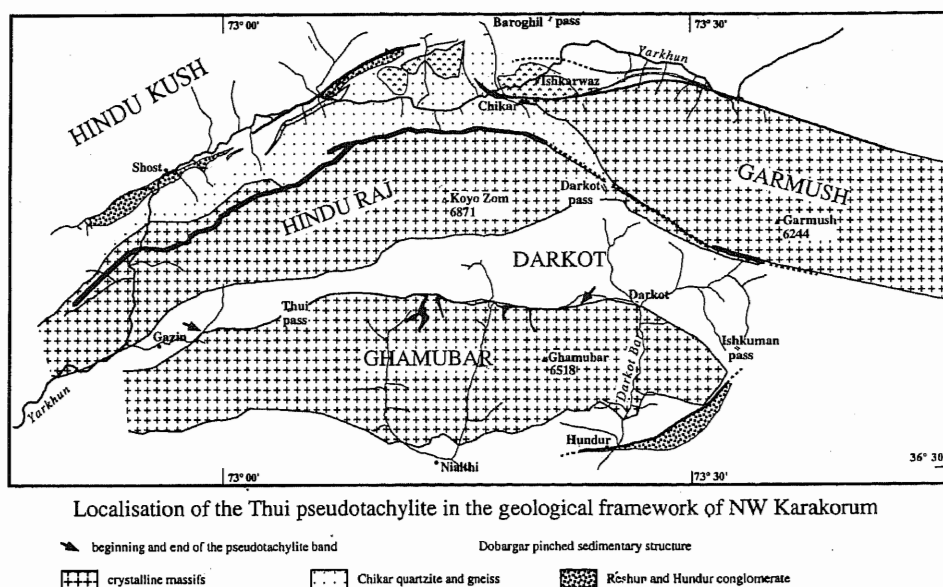 73° 00'
Baroghil pass
73° 30'
Yarkhun
HINDU KUSH
Ishkarwaz
Chikar
Shost
HINDU RAJ
Koyo Zom
6871
Darkot
pass
GARMUSH
Garmush
6244
DARKOT
Thui
pass
Darkot
Gazin
GHAMUBAR
Ghamubar
6518
Darkot Bar
Ishkuman
pass
Yarkhun
Hundur
Nialthi
36° 30
73° 00'
73° 30'
Localisation of the Thui pseudotachylite in the geological framework of NW Karakorum
beginning and end of the pseudotachylite band
Dobargar pinched sedimentary structure
crystalline massifs
Chikar quartzite and gneiss
Reshun and Hundur conglomerate